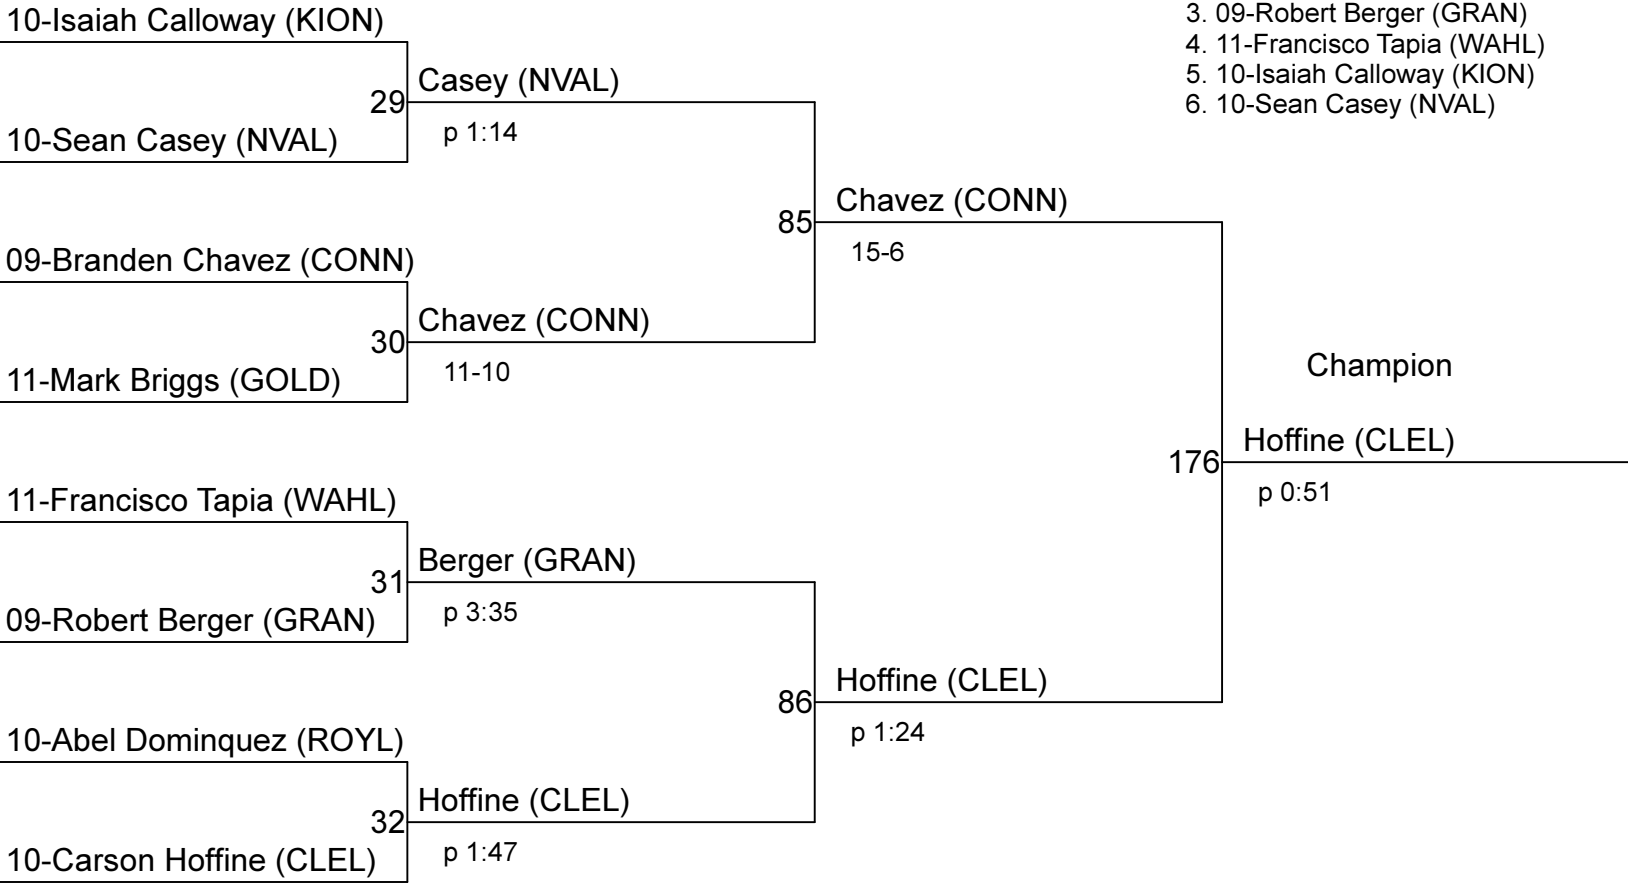 10-Isaiah Calloway (KION)
3. 09-Robert Berger (GRAN)
4. 11-Francisco Tapia (WAHL)
5. 10-Isaiah Calloway (KION)
6. 10-Sean Casey (NVAL)
Casey (NVAL)
29
p 1:14
10-Sean Casey (NVAL)
Chavez (CONN)
85
15-6
09-Branden Chavez (CONN)
Chavez (CONN)
30
11-10
11-Mark Briggs (GOLD)
Champion
Hoffine (CLEL)
176
p 0:51
11-Francisco Tapia (WAHL)
Berger (GRAN)
31
p 3:35
09-Robert Berger (GRAN)
Hoffine (CLEL)
86
p 1:24
10-Abel Dominquez (ROYL)
Hoffine (CLEL)
32
p 1:47
10-Carson Hoffine (CLEL)